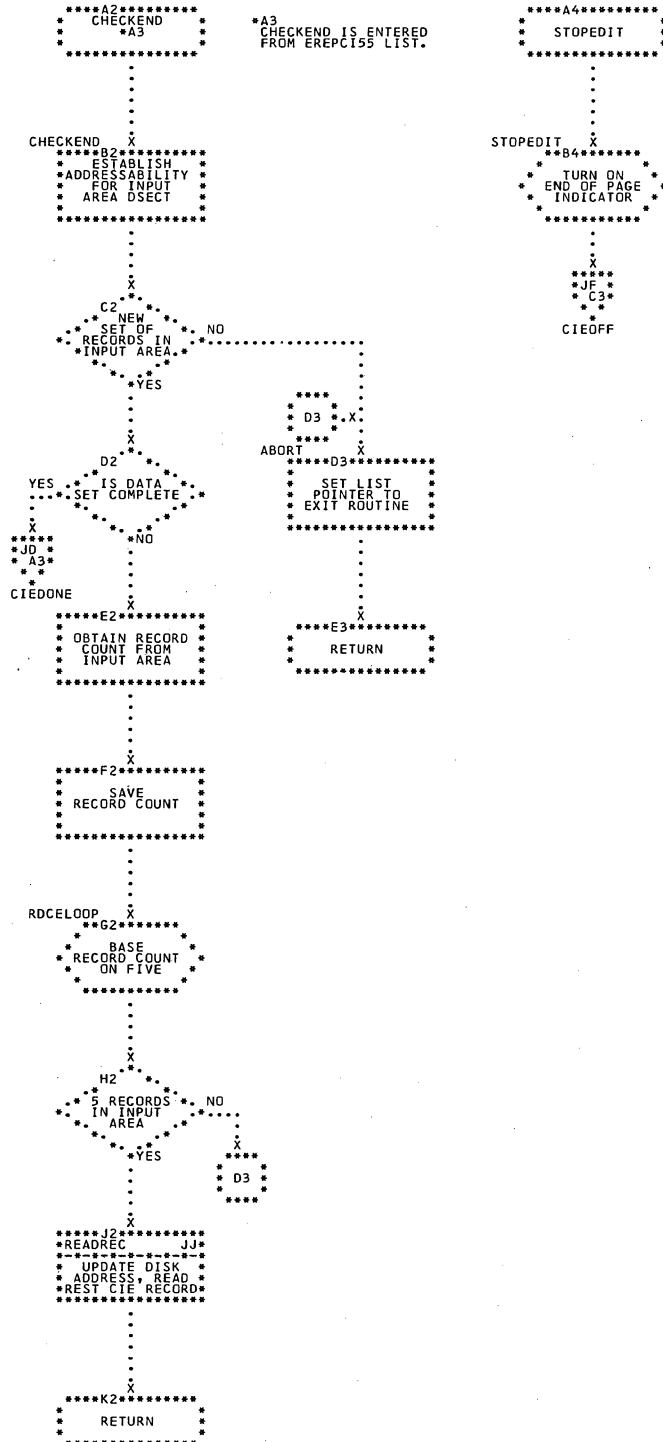 A2
CHECKEND
*A3
*A3
CHECKEND IS ENTERED
FROM EREPCI55 LIST.
A4
STOPEDIT
CHECKEND X
B2
ESTABLISH
ADDRESSABILITY
FOR INPUT
AREA DSECT
STOPEDIT X
B4
TURN ON
END OF PAGE
INDICATOR
X
JF
C3
CIEOFF
X
C2
NEW
SET OF
RECORDS IN
INPUT AREA
NO
YES
D3
X
ABORT X
D3
SET LIST
POINTER TO
EXIT ROUTINE
X
D2
IS DATA
SET COMPLETE
YES
NO
X
JD
A3
CIEDONE
X
E2
OBTAIN RECORD
COUNT FROM
INPUT AREA
X
E3
RETURN
X
F2
SAVE
RECORD COUNT
RDCELOOP X
G2
BASE
RECORD COUNT
ON FIVE
X
H2
5 RECORDS
IN INPUT
AREA
NO
YES
X
D3
X
J2
READREC JJ
UPDATE DISK
ADDRESS, READ
REST CIE RECORD
X
K2
RETURN